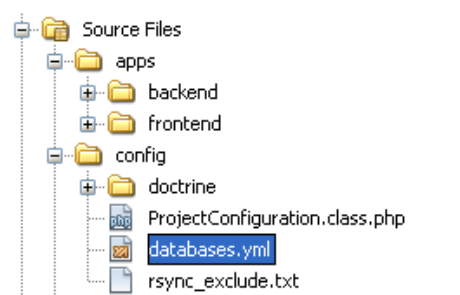 Source Files
apps
backend
frontend
config
doctrine
ProjectConfiguration.class.php
databases.yml
rsync_exclude.txt